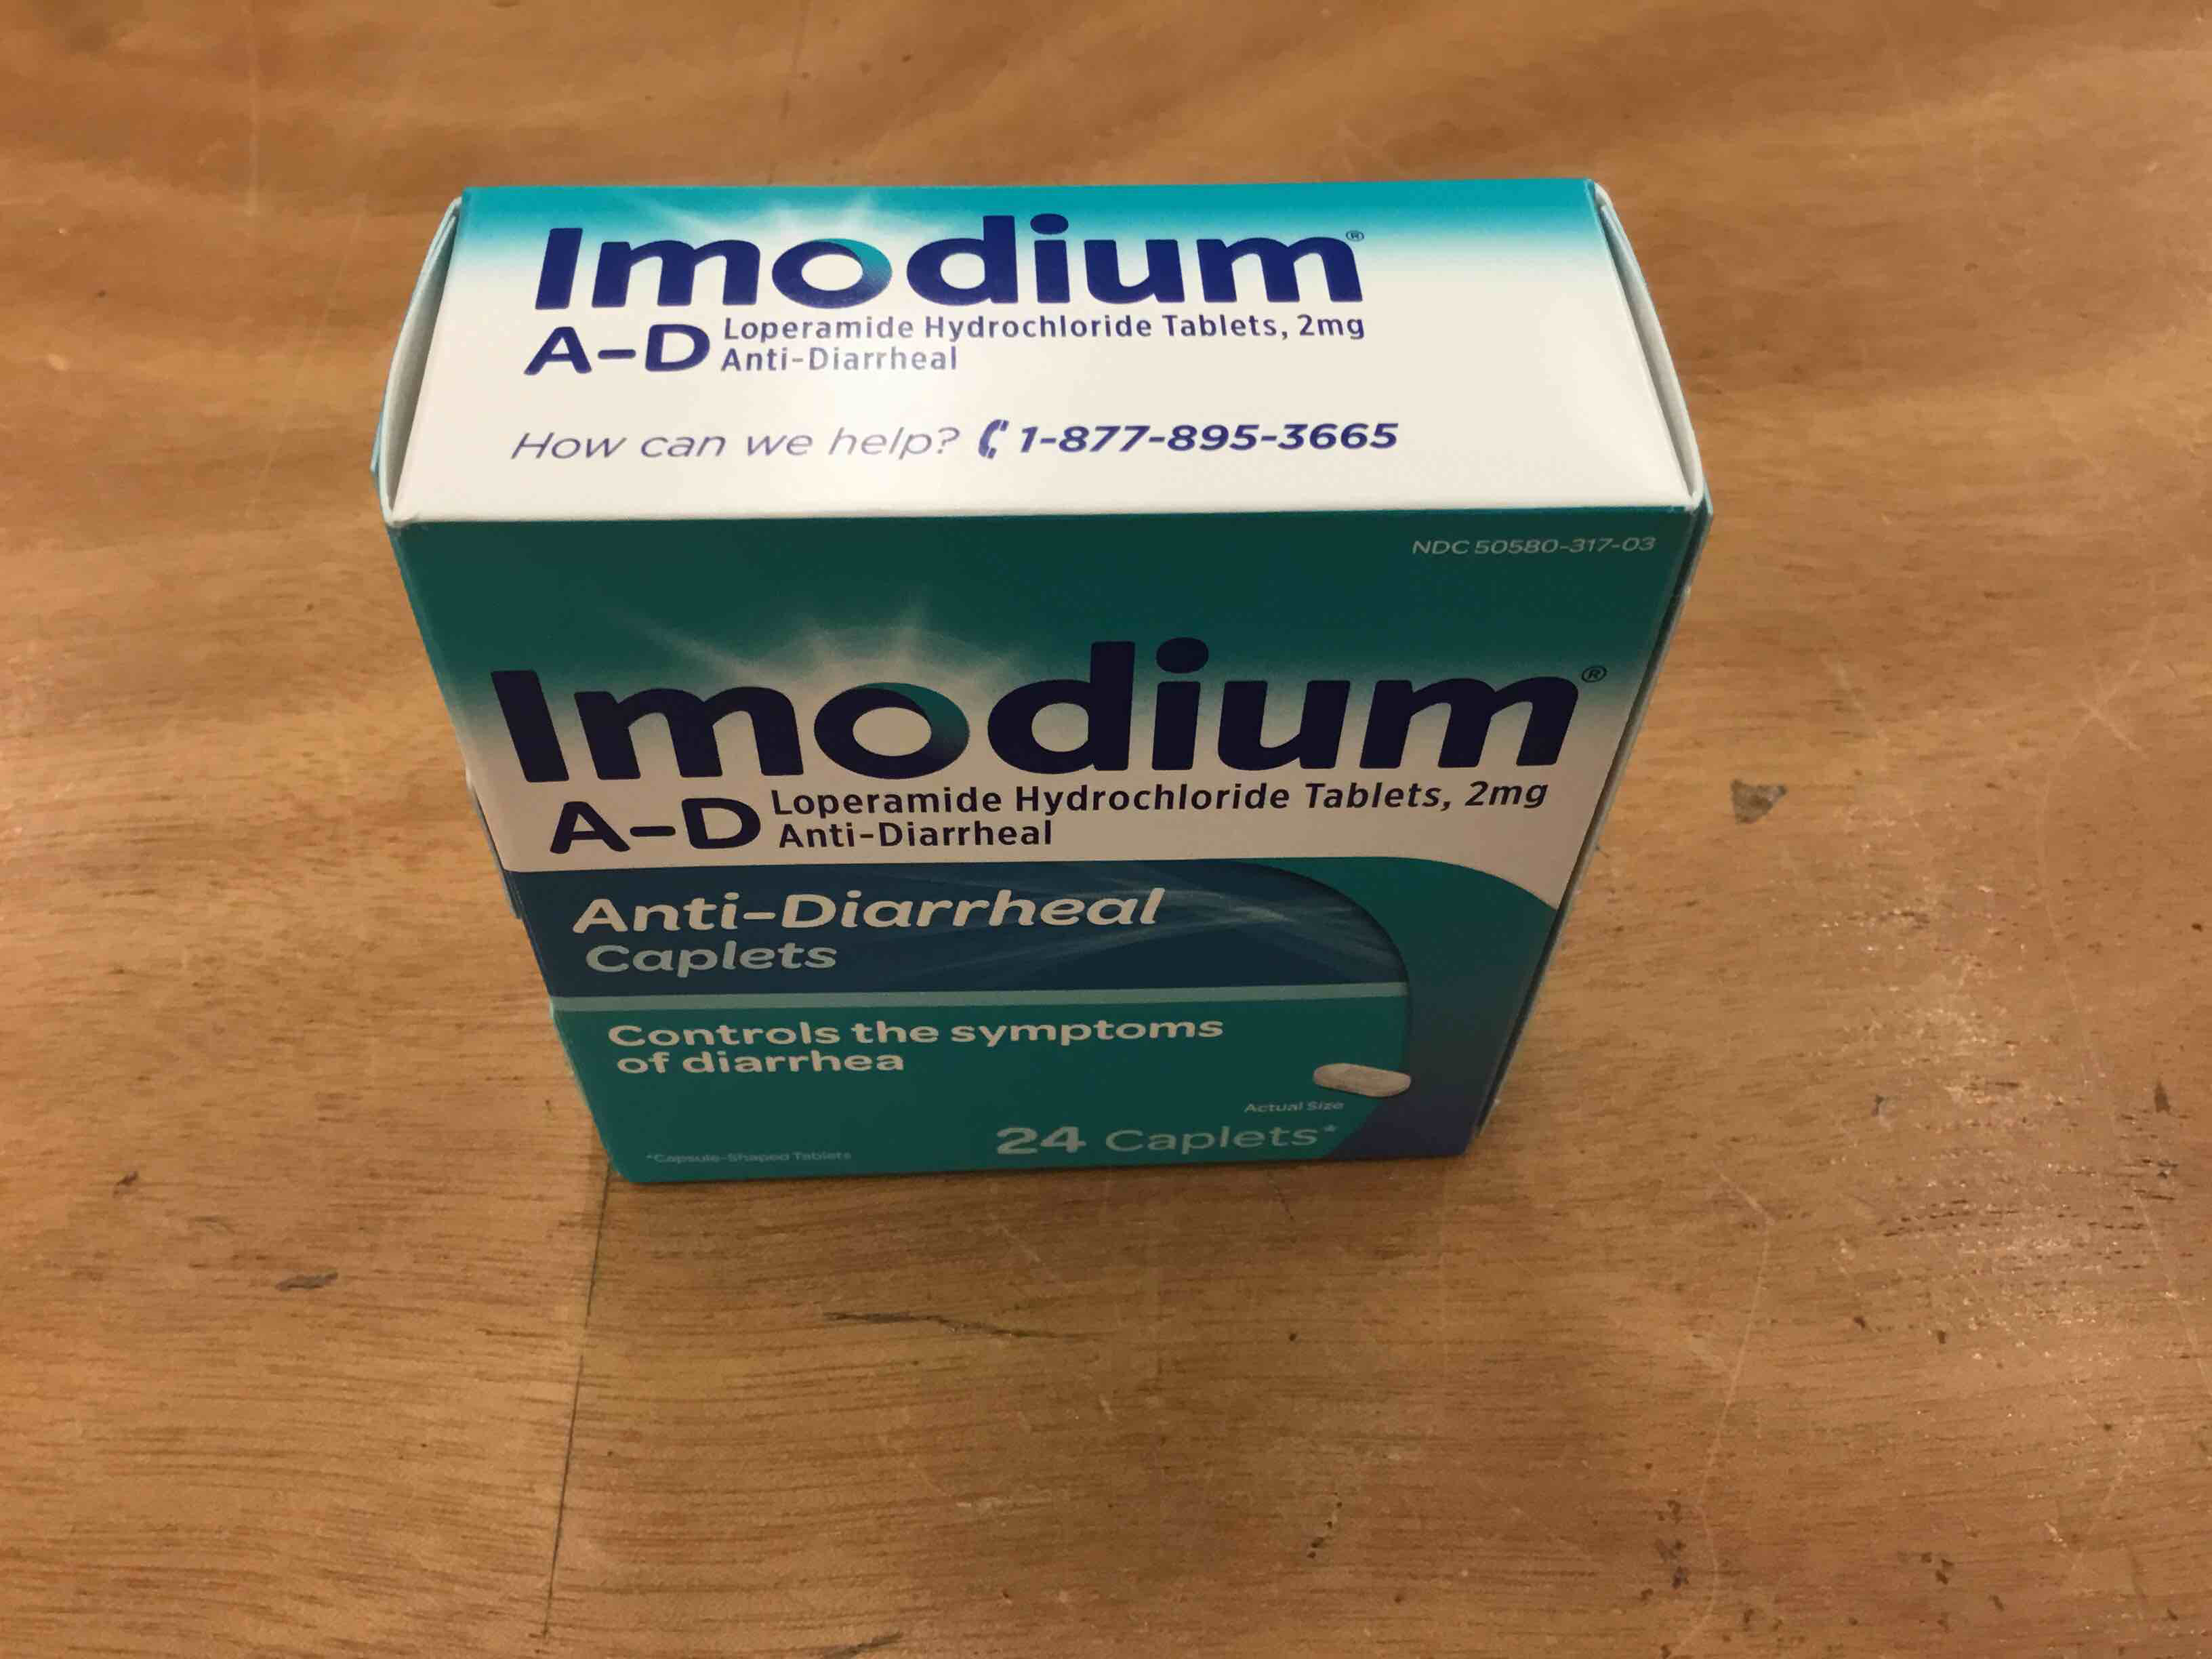 Imodium®
A-D Loperamide Hydrochloride Tablets, 2mg
Anti-Diarrheal
How can we help? 1-877-895-3665
NDC 50580-317-03
Imodium®
A-D Loperamide Hydrochloride Tablets, 2mg
Anti-Diarrheal
Anti-Diarrheal
Caplets
Controls the symptoms
of diarrhea
Actual Size
24 Caplets*
*Capsule-Shaped Tablets